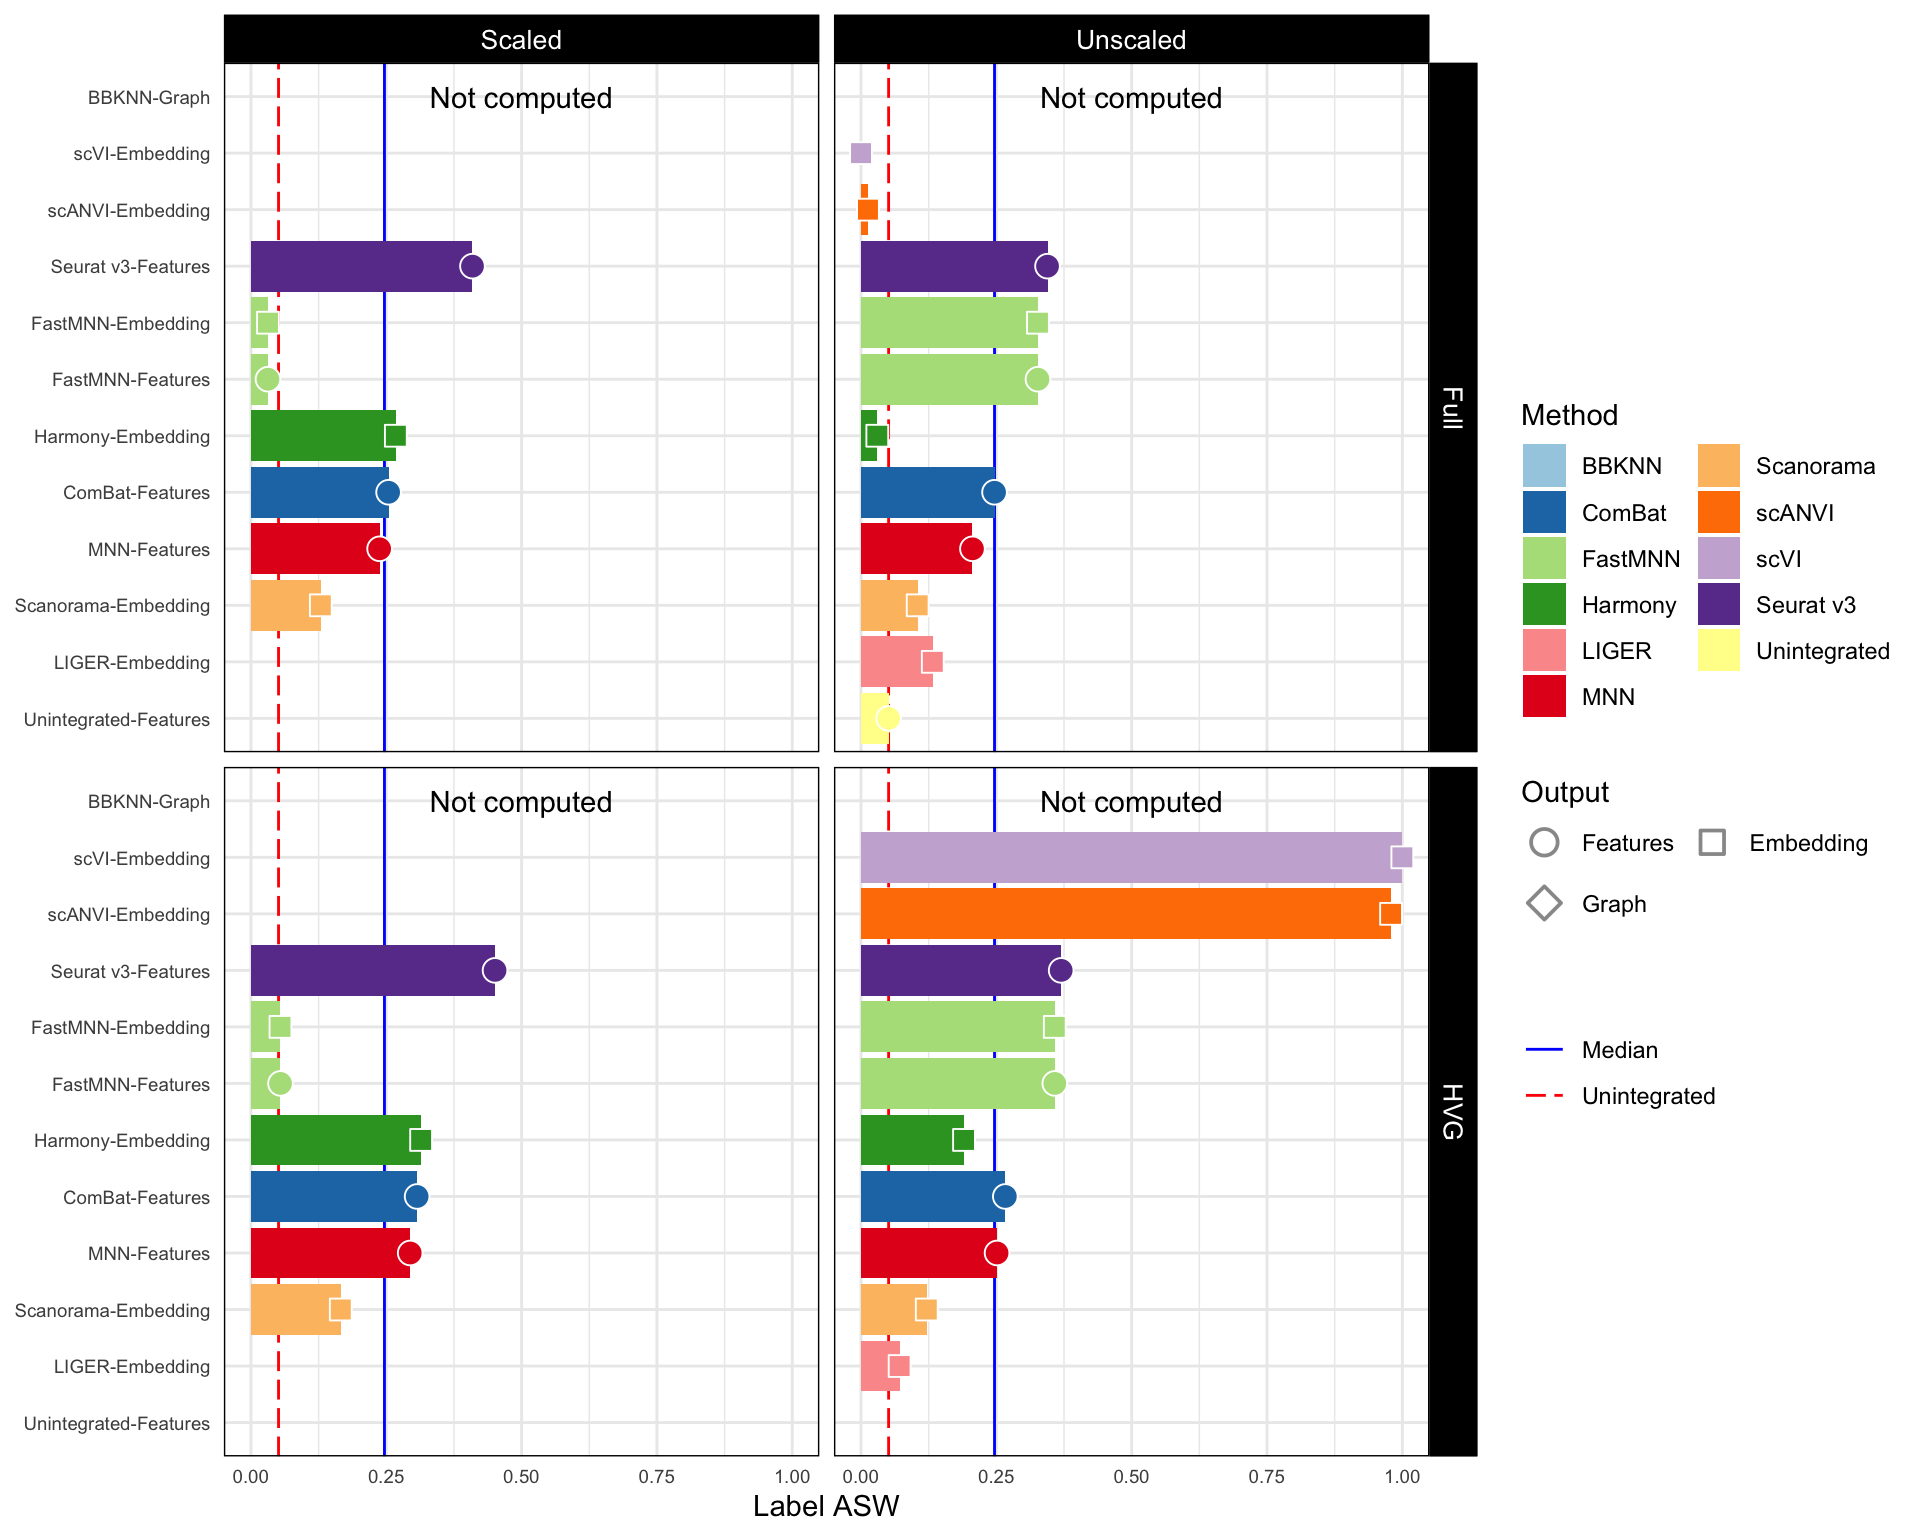 Scaled
Unscaled
BBKNN-Graph
scVI-Embedding
scANVI-Embedding
Seurat v3-Features
FastMNN-Embedding
FastMNN-Features
Harmony-Embedding
ComBat-Features
MNN-Features
Scanorama-Embedding
LIGER-Embedding
Unintegrated-Features
Not computed
Not computed
Full
BBKNN-Graph
scVI-Embedding
scANVI-Embedding
Seurat v3-Features
FastMNN-Embedding
FastMNN-Features
Harmony-Embedding
ComBat-Features
MNN-Features
Scanorama-Embedding
LIGER-Embedding
Unintegrated-Features
Not computed
Not computed
HVG
0.00 0.25 0.50 0.75 1.00
0.00 0.25 0.50 0.75 1.00
Label ASW
Method
BBKNN
ComBat
FastMNN
Harmony
LIGER
MNN
Scanorama
scANVI
scVI
Seurat v3
Unintegrated
Output
Features
Embedding
Graph
Median
Unintegrated